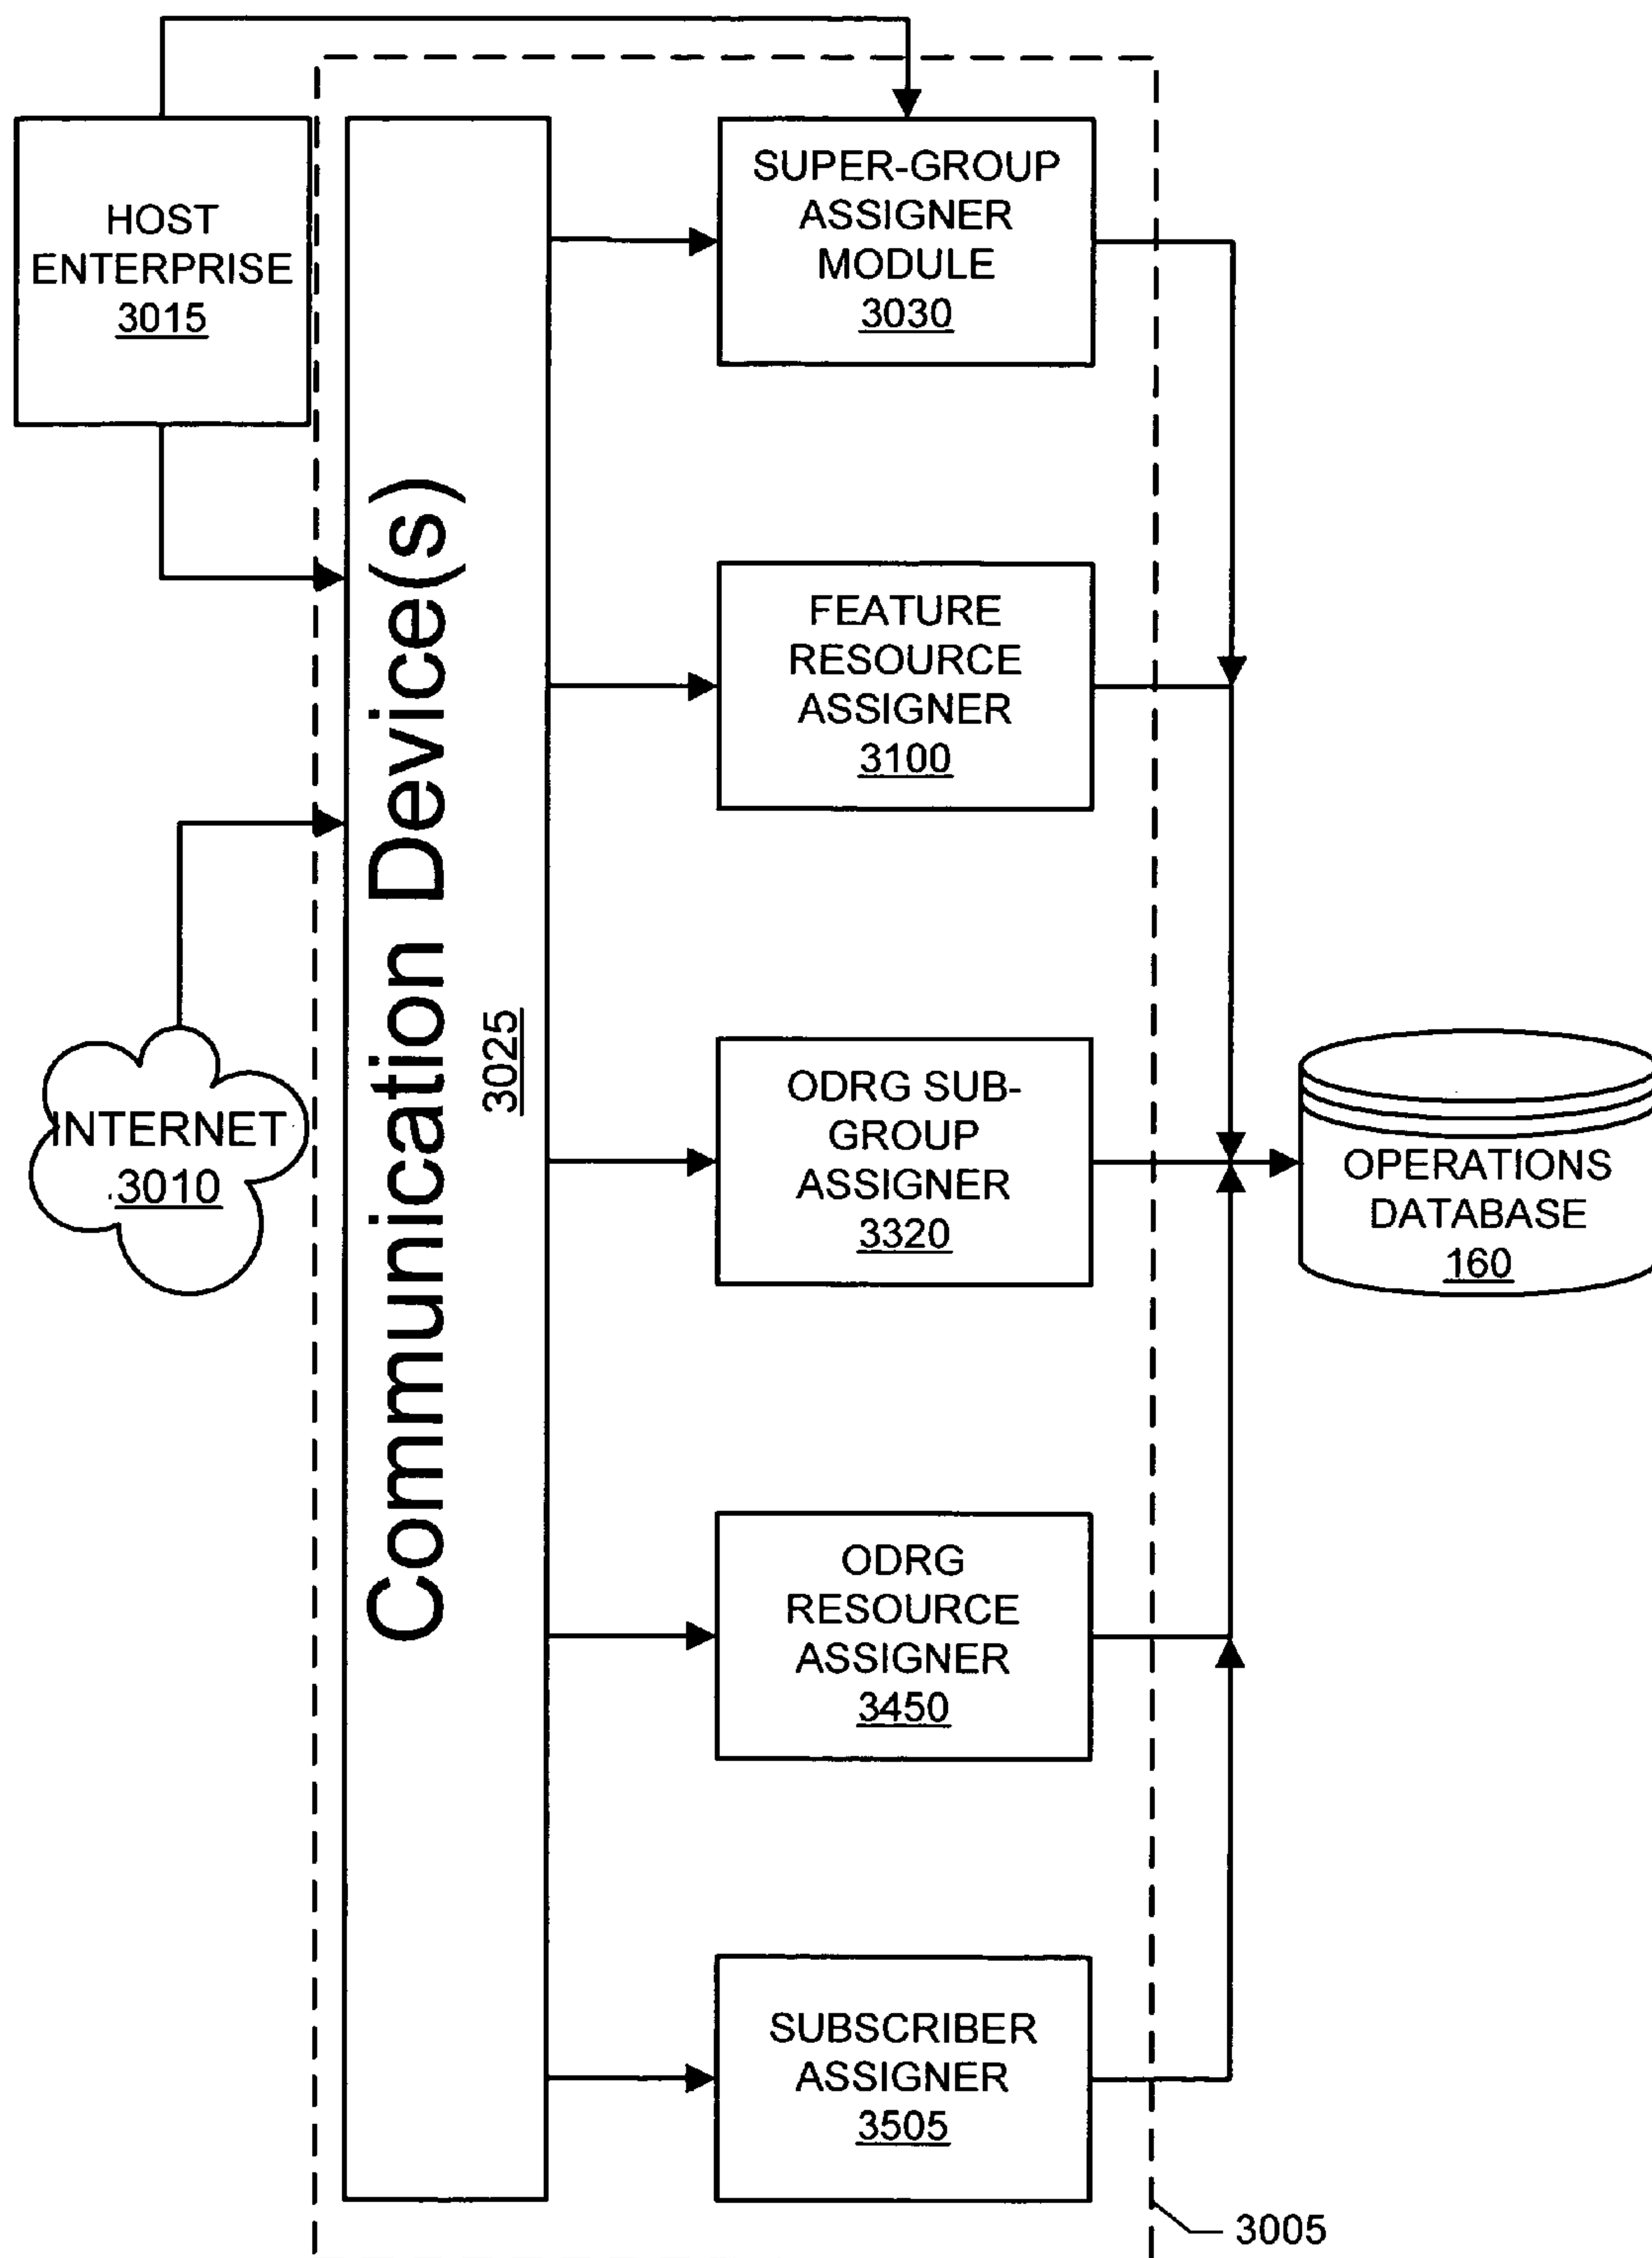 HOST
ENTERPRISE
3015
INTERNET
3010
Communication Device(s)
3025
SUPER-GROUP
ASSIGNER
MODULE
3030
FEATURE
RESOURCE
ASSIGNER
3100
ODRG SUB-
GROUP
ASSIGNER
3320
ODRG
RESOURCE
ASSIGNER
3450
SUBSCRIBER
ASSIGNER
3505
OPERATIONS
DATABASE
160
3005